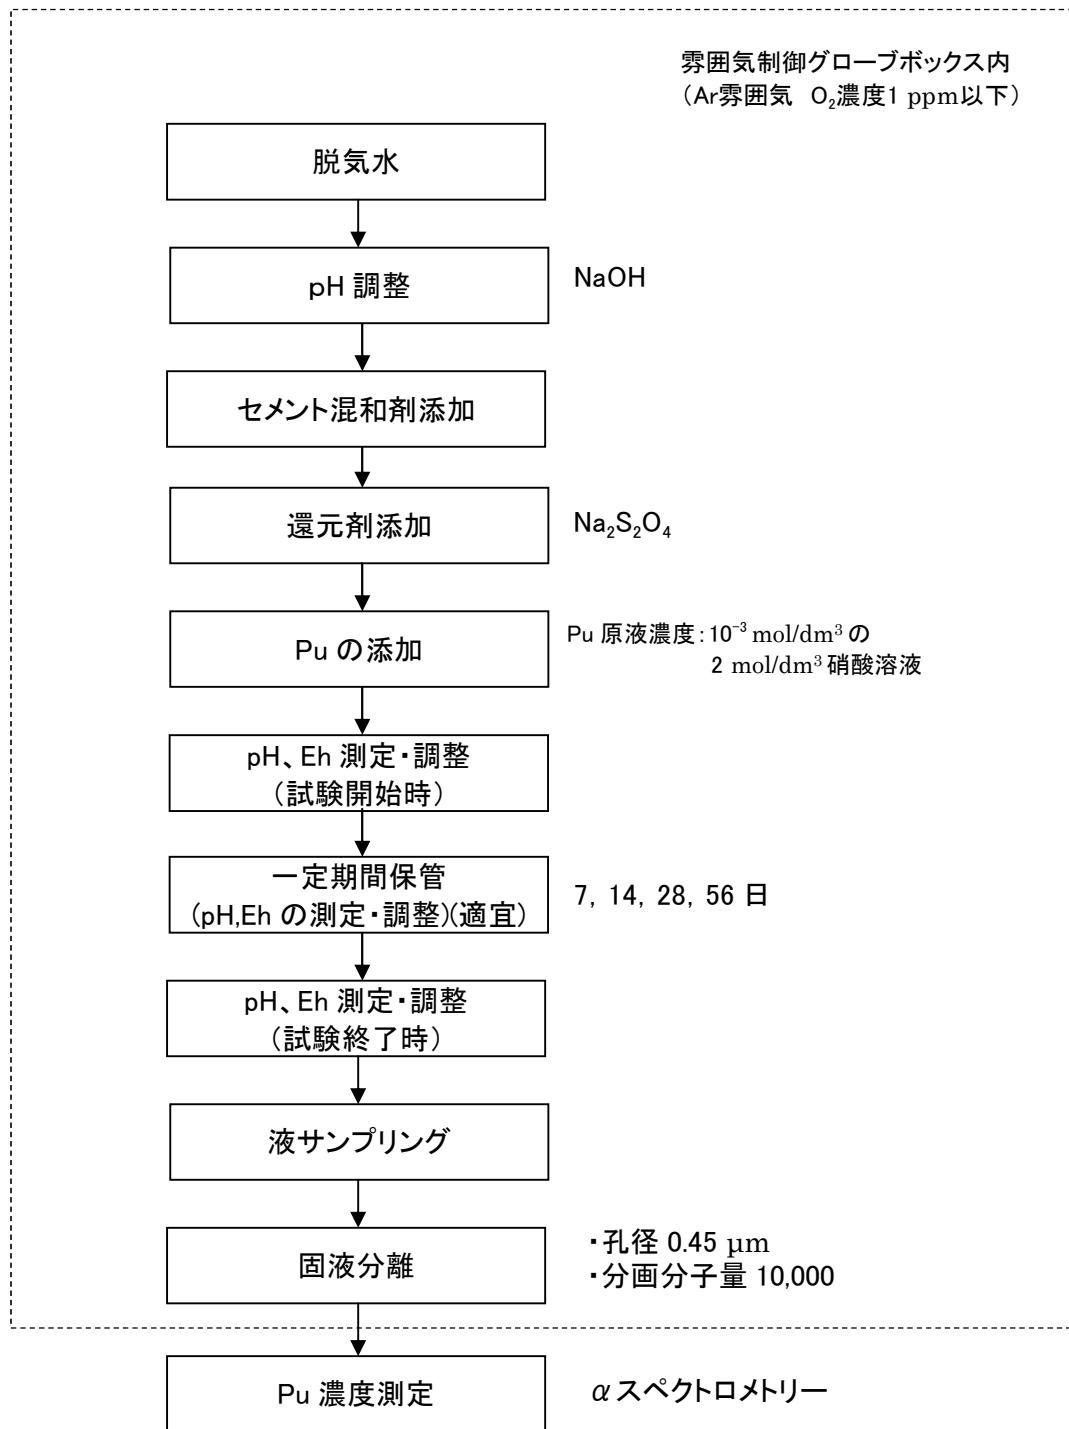 雰囲気制御グローブボックス内
（Ar雰囲気　O₂濃度1 ppm以下）
脱気水
pH 調整
NaOH
セメント混和剤添加
還元剤添加
Na₂S₂O₄
Pu の添加
Pu 原液濃度：10⁻³ mol/dm³ の
2 mol/dm³ 硝酸溶液
pH、Eh 測定・調整
（試験開始時）
一定期間保管
(pH,Eh の測定・調整)(適宜)
7, 14, 28, 56 日
pH、Eh 測定・調整
（試験終了時）
液サンプリング
固液分離
・孔径 0.45 µm
・分画分子量 10,000
Pu 濃度測定
αスペクトロメトリー